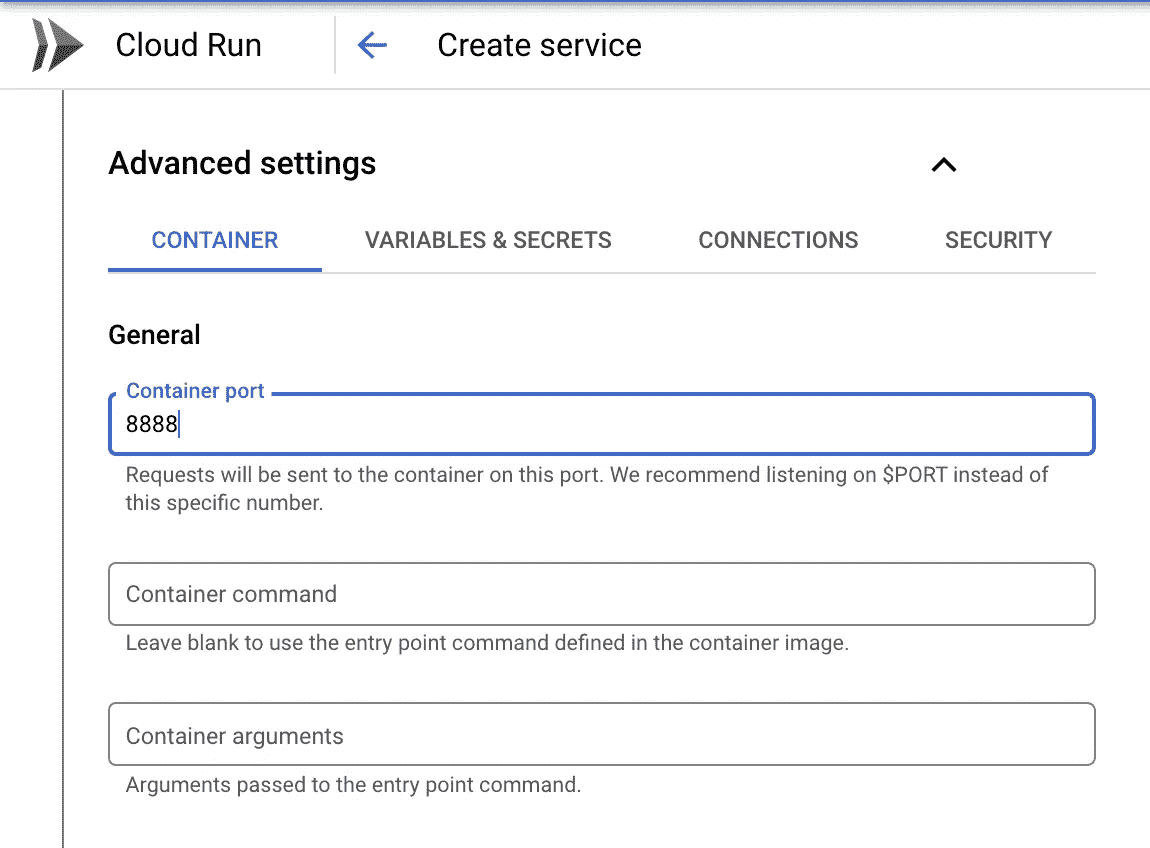 Cloud Run
Create service
Advanced settings
CONTAINER VARIABLES & SECRETS CONNECTIONS SECURITY
General
Container port
8888
Requests will be sent to the container on this port. We recommend listening on $PORT instead of
this specific number.
Container command
Leave blank to use the entry point command defined in the container image.
Container arguments
Arguments passed to the entry point command.